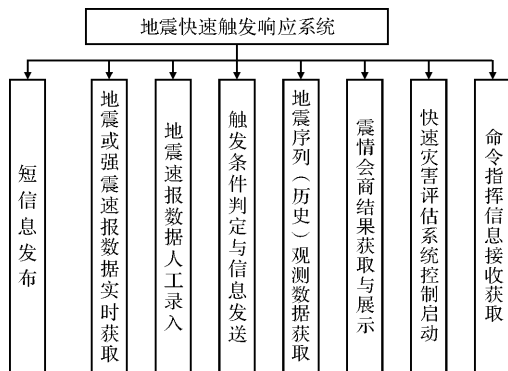 地震快速触发响应系统
短信息发布
地震或强震速报数据实时获取
地震速报数据人工录入
触发条件判定与信息发送
地震序列（历史）观测数据获取
震情会商结果获取与展示
快速灾害评估系统控制启动
命令指挥信息接收获取